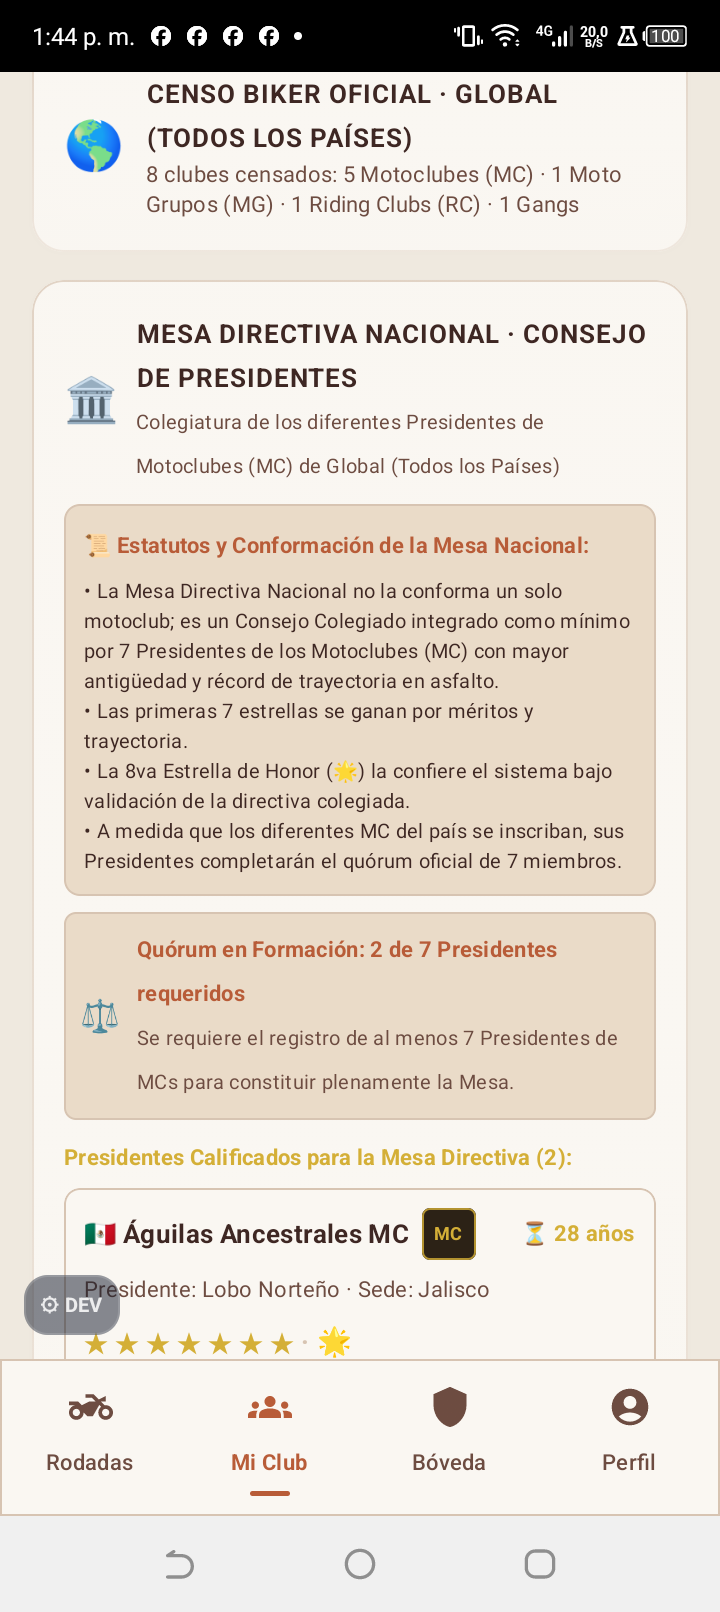 1:44 p. m.
4G
20,0
B/S
100
CENSO BIKER OFICIAL · GLOBAL
(TODOS LOS PAÍSES)
8 clubes censados: 5 Motoclubes (MC) · 1 Moto
Grupos (MG) · 1 Riding Clubs (RC) · 1 Gangs
MESA DIRECTIVA NACIONAL · CONSEJO
DE PRESIDENTES
Colegiatura de los diferentes Presidentes de
Motoclubes (MC) de Global (Todos los Países)
📜 Estatutos y Conformación de la Mesa Nacional:
• La Mesa Directiva Nacional no la conforma un solo
motoclub; es un Consejo Colegiado integrado como mínimo
por 7 Presidentes de los Motoclubes (MC) con mayor
antigüedad y récord de trayectoria en asfalto.
• Las primeras 7 estrellas se ganan por méritos y
trayectoria.
• La 8va Estrella de Honor (🌟) la confiere el sistema bajo
validación de la directiva colegiada.
• A medida que los diferentes MC del país se inscriban, sus
Presidentes completarán el quórum oficial de 7 miembros.
Quórum en Formación: 2 de 7 Presidentes
requeridos
Se requiere el registro de al menos 7 Presidentes de
MCs para constituir plenamente la Mesa.
Presidentes Calificados para la Mesa Directiva (2):
🇲🇽 Águilas Ancestrales MC MC ⏳ 28 años
Presidente: Lobo Norteño · Sede: Jalisco
⚙ DEV
★ ★ ★ ★ ★ ★ ★ · 🌟
Rodadas
Mi Club
Bóveda
Perfil